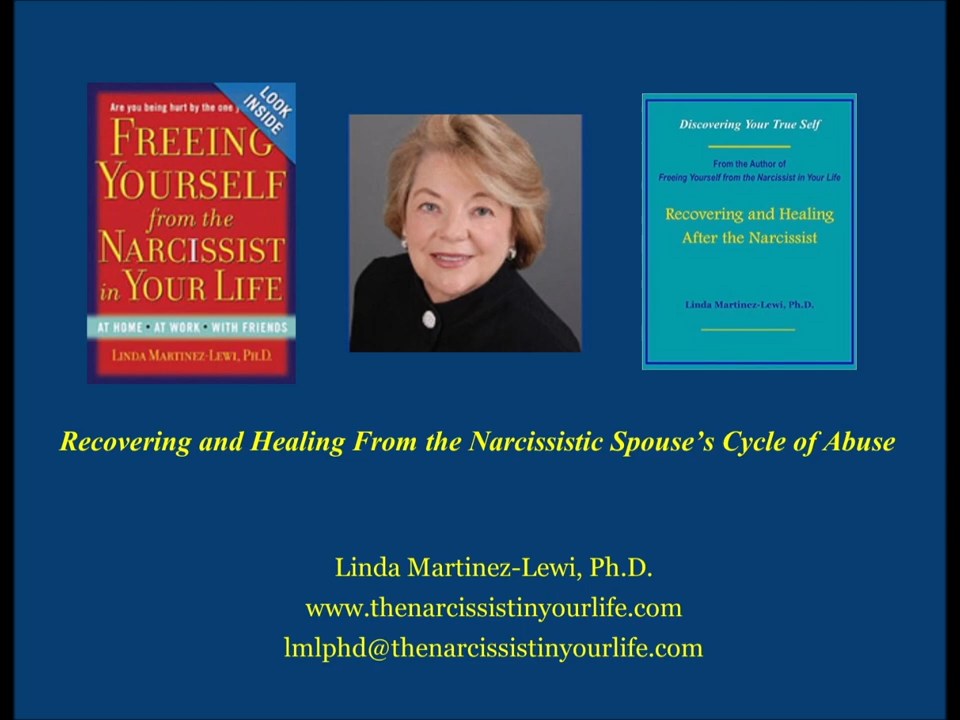 Are you being hurt by the one
LOOK
INSIDE
FREEING
YOURSELF
from the
NARCISSIST
in YOUR LIFE
AT HOME • AT WORK • WITH FRIENDS
LINDA MARTINEZ-LEWI, PH.D.
Discovering Your True Self
From the Author of
Freeing Yourself from the Narcissist in Your Life
Recovering and Healing
After the Narcissist
Linda Martinez-Lewi, Ph.D.
Recovering and Healing From the Narcissistic Spouse’s Cycle of Abuse
Linda Martinez-Lewi, Ph.D.
www.thenarcissistinyourlife.com
lmlphd@thenarcissistinyourlife.com